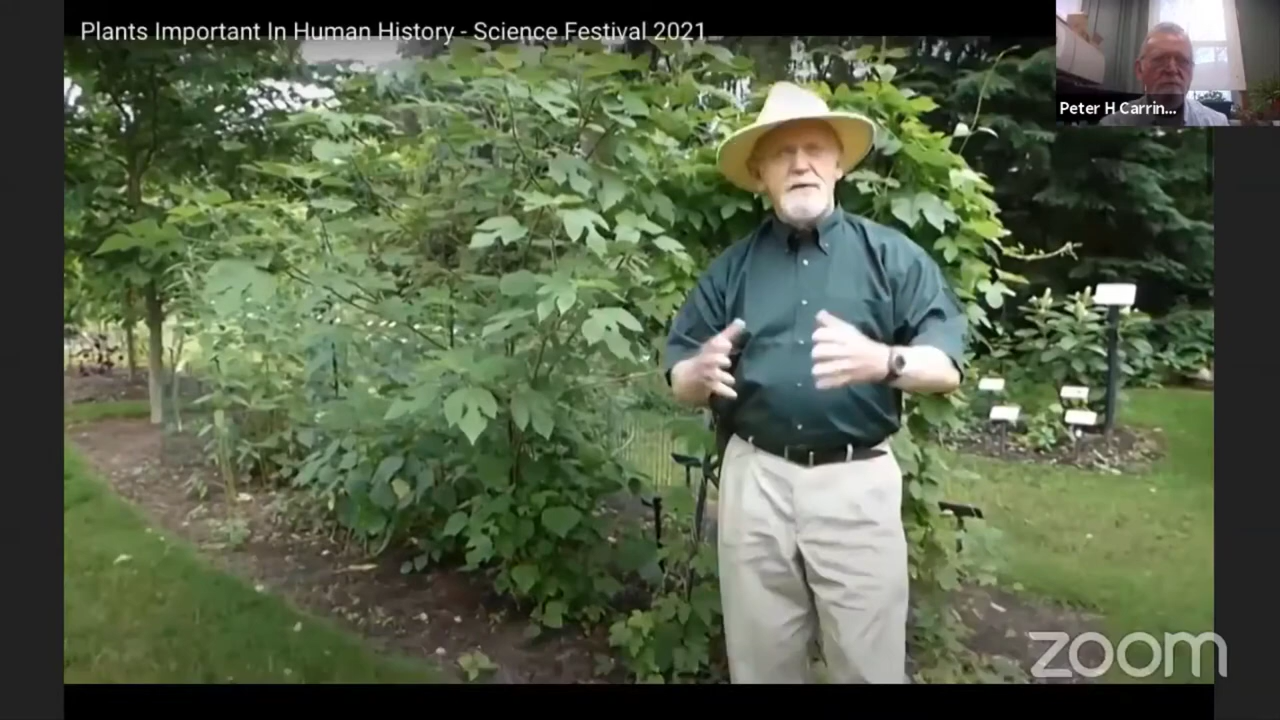 Plants Important In Human History - Science Festival 2021
Peter H Carrin...
zoom